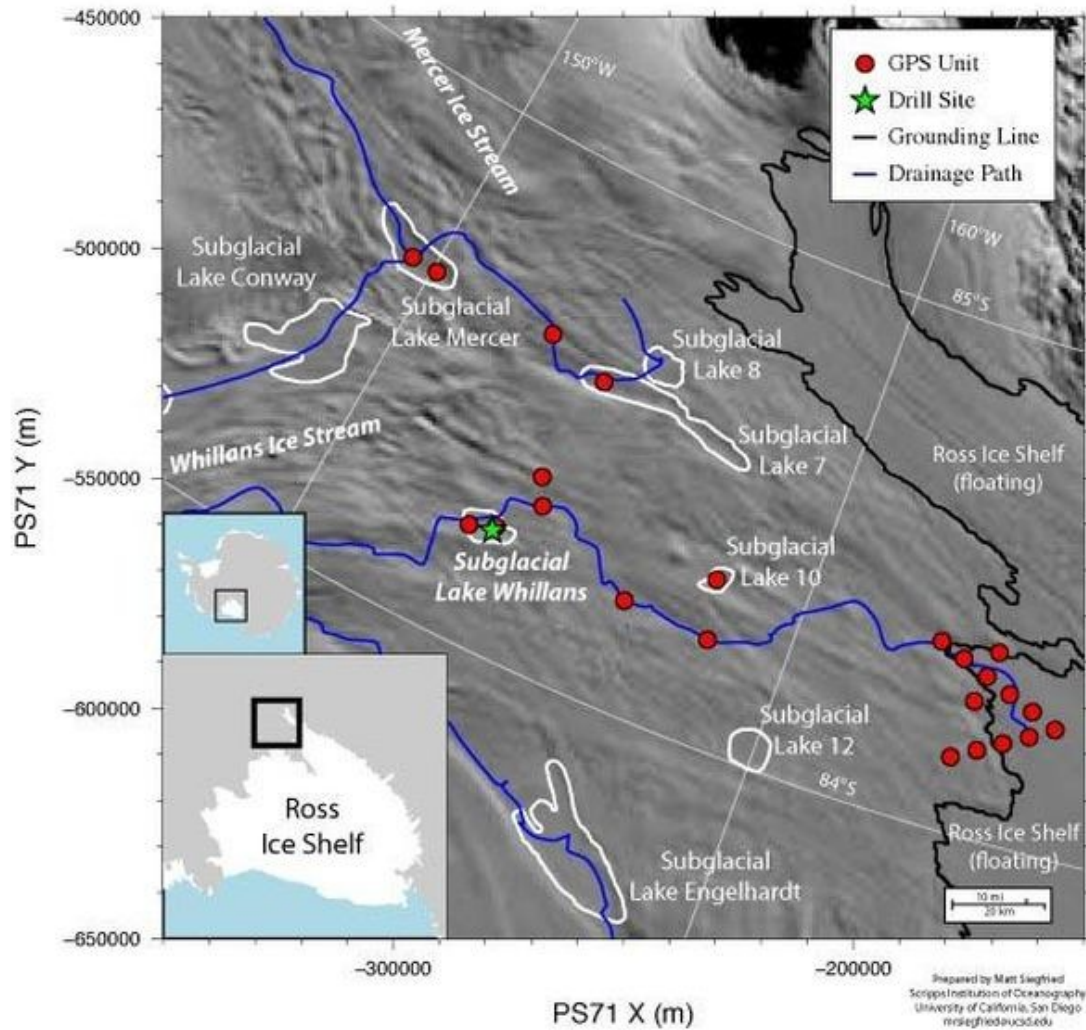 −450000
−500000
−550000
−600000
−650000
PS71 Y (m)
Mercer Ice Stream
150°W
GPS Unit
Drill Site
Grounding Line
Drainage Path
160°W
85°S
Subglacial
Lake Conway
Subglacial
Lake Mercer
Subglacial
Lake 8
Subglacial
Lake 7
Whillans Ice Stream
Ross Ice Shelf
(floating)
Subglacial
Lake Whillans
Subglacial
Lake 10
Subglacial
Lake 12
84°S
Ross
Ice Shelf
Subglacial
Lake Engelhardt
Ross Ice Shelf
(floating)
10 mi
20 km
−300000
−200000
PS71 X (m)
Prepared by Matt Siegfried
Scripps Institution of Oceanography
University of California, San Diego
mrsiegfried@ucsd.edu